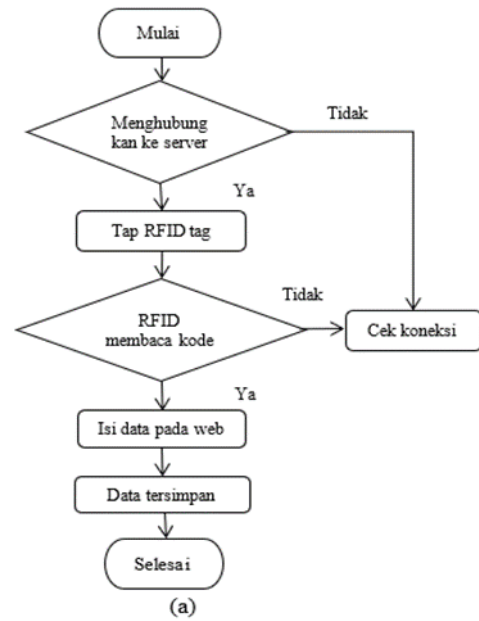 Mulai
Menghubung
kan ke server
Tidak
Ya
Tap RFID tag
RFID
membaca kode
Tidak
Cek koneksi
Ya
Isi data pada web
Data tersimpan
Selesai
(a)